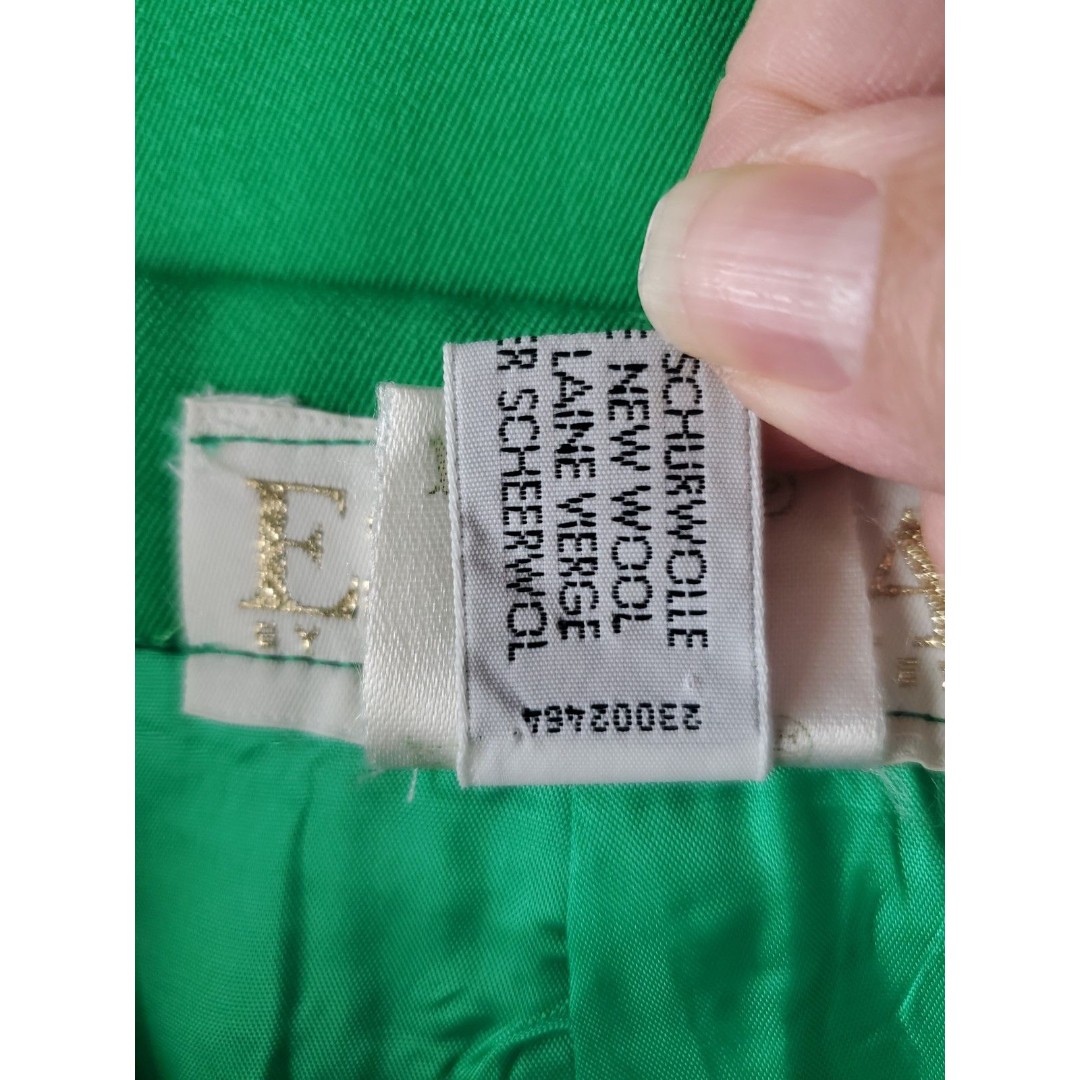 SCHURWOLLE
E NEW WOOL
LAINE VIERGE
ER SCHEERWOL
23002464
E
A